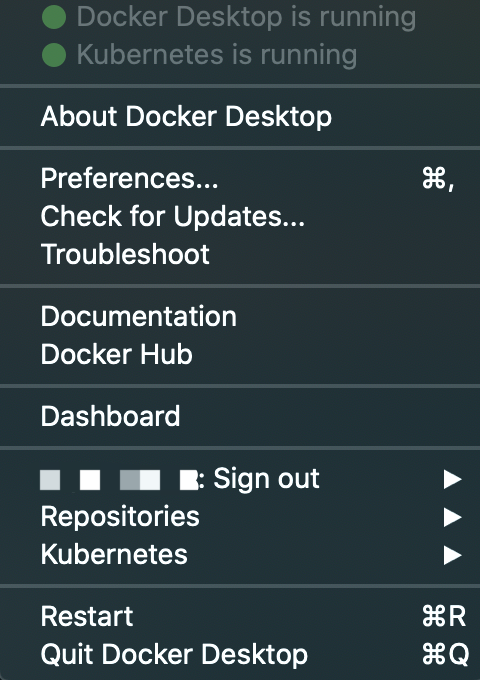 Docker Desktop is running
Kubernetes is running
About Docker Desktop
Preferences... ⌘,
Check for Updates...
Troubleshoot
Documentation
Docker Hub
Dashboard
: Sign out ▶
Repositories ▶
Kubernetes ▶
Restart ⌘R
Quit Docker Desktop ⌘Q